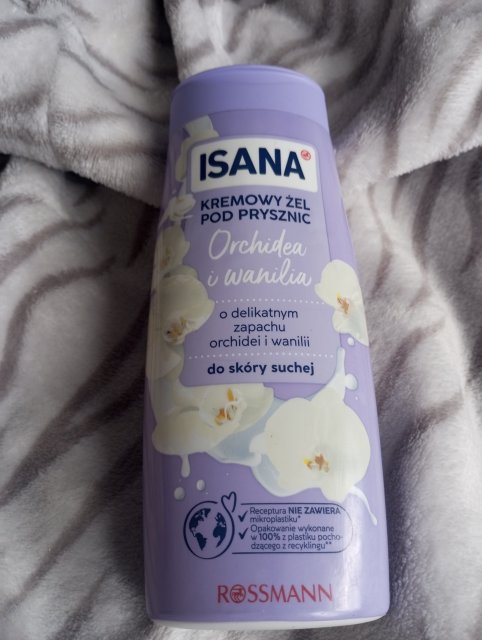 ISANA
KREMOWY ŻEL
POD PRYSZNIC
Orchidea
i wanilia
o delikatnym
zapachu
orchidei i wanilii
do skóry suchej
Receptura NIE ZAWIERA
mikroplastiku*
Opakowanie wykonane
w 100% z plastiku pocho-
dzącego z recyklingu**
ROSSMANN